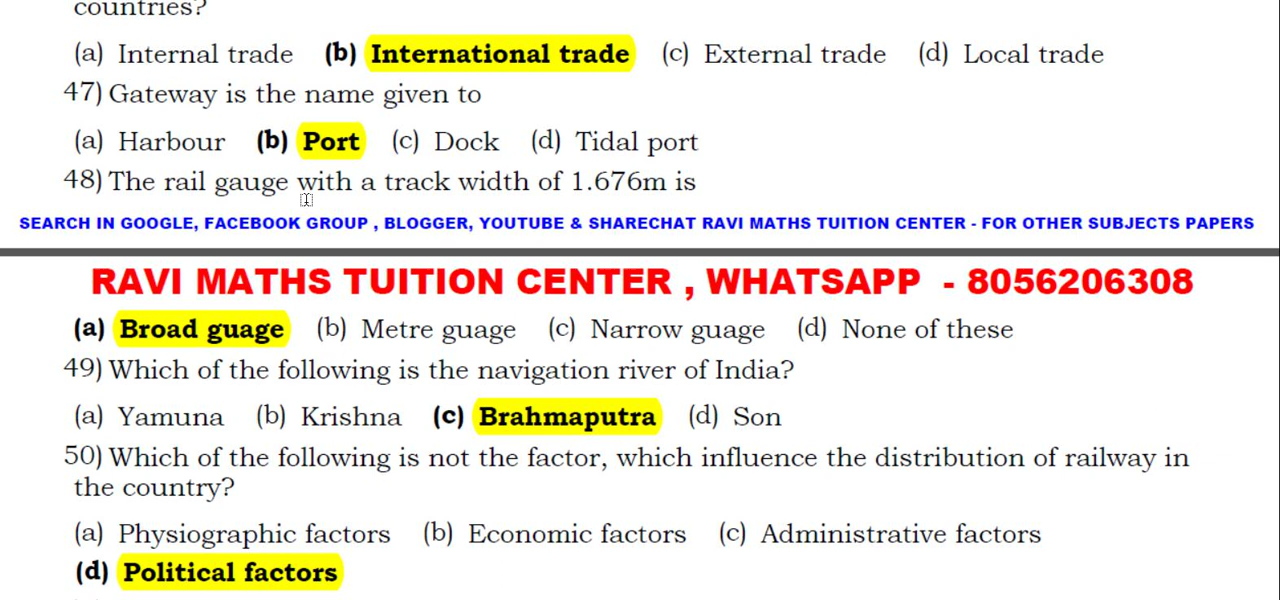 countries?
(a) Internal trade (b) International trade (c) External trade (d) Local trade
47) Gateway is the name given to
(a) Harbour (b) Port (c) Dock (d) Tidal port
48) The rail gauge with a track width of 1.676m is
SEARCH IN GOOGLE, FACEBOOK GROUP , BLOGGER, YOUTUBE & SHARECHAT RAVI MATHS TUITION CENTER - FOR OTHER SUBJECTS PAPERS
RAVI MATHS TUITION CENTER , WHATSAPP - 8056206308
(a) Broad guage (b) Metre guage (c) Narrow guage (d) None of these
49) Which of the following is the navigation river of India?
(a) Yamuna (b) Krishna (c) Brahmaputra (d) Son
50) Which of the following is not the factor, which influence the distribution of railway in
the country?
(a) Physiographic factors (b) Economic factors (c) Administrative factors
(d) Political factors